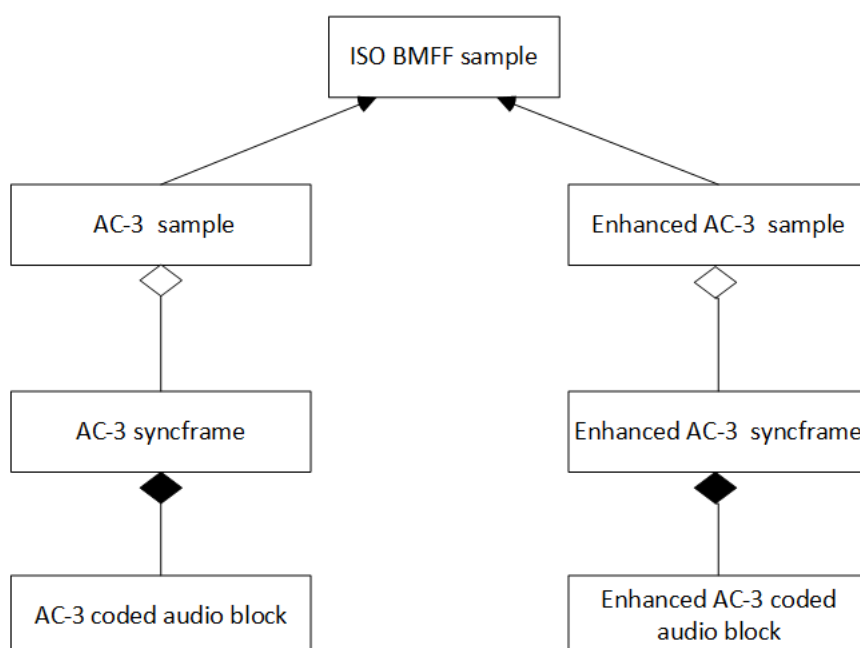 ISO BMFF sample
AC-3 sample
Enhanced AC-3 sample
AC-3 syncframe
Enhanced AC-3 syncframe
AC-3 coded audio block
Enhanced AC-3 coded
audio block